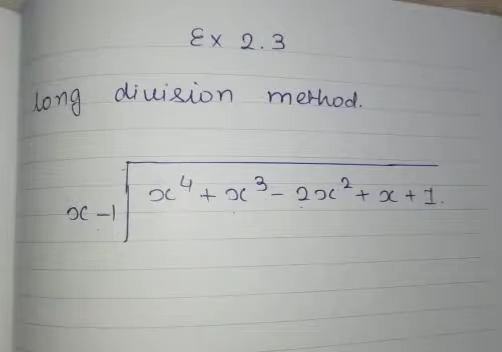 Ex 2.3
long division method.
x-1 x⁴ + x³ - 2x² + x + 1.